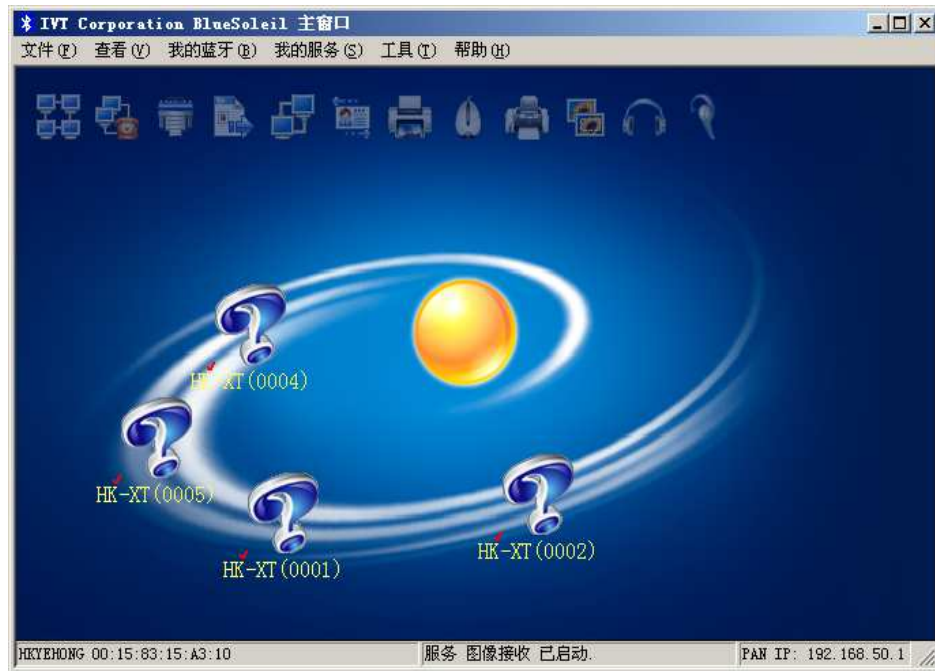 IVT Corporation BlueSoleil 主窗口
文件(F) 查看(V) 我的蓝牙(B) 我的服务(S) 工具(T) 帮助(H)
HK-XT(0004)
HK-XT(0005)
HK-XT(0002)
HK-XT(0001)
HKYEHONG 00:15:83:15:A3:10 服务 图像接收 已启动. PAN IP: 192.168.50.1